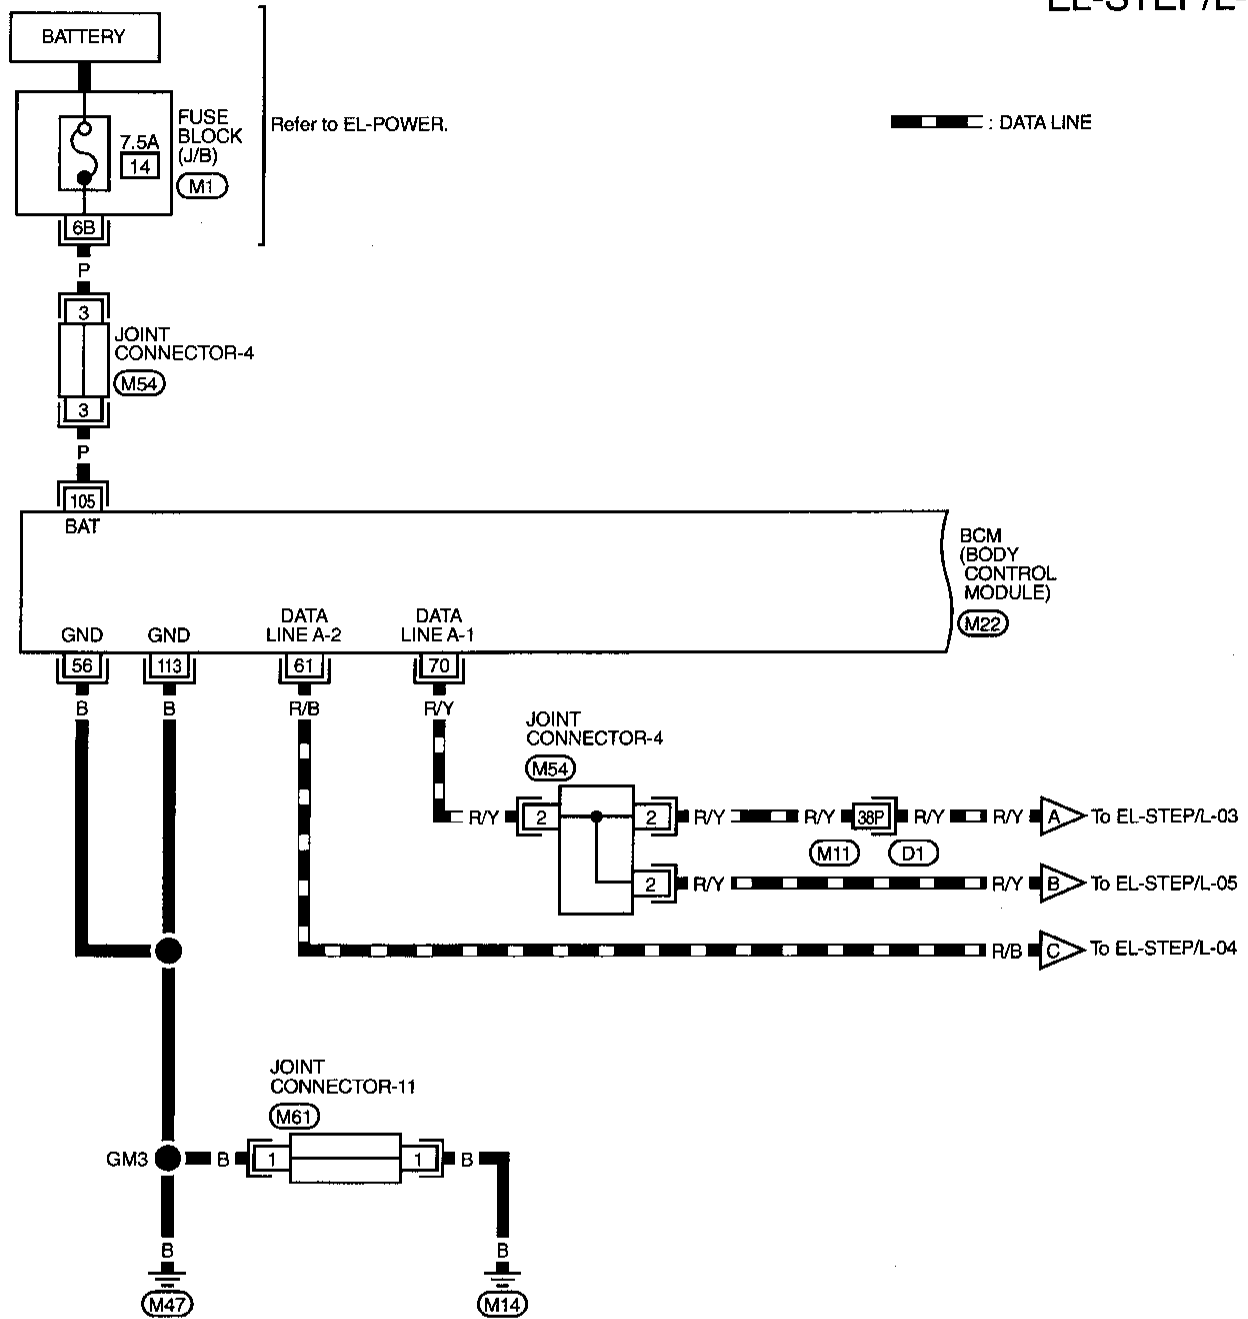 EL-STEP/L-
BATTERY
FUSE
BLOCK
(J/B)
7.5A
14
M1
Refer to EL-POWER.
: DATA LINE
6B
P
3
JOINT
CONNECTOR-4
M54
3
P
105
BAT
BCM
(BODY
CONTROL
MODULE)
M22
GND
GND
DATA
LINE A-2
DATA
LINE A-1
56
113
61
70
B
B
R/B
R/Y
JOINT
CONNECTOR-4
M54
R/Y
2
2
R/Y
R/Y
38P
R/Y
R/Y
A
To EL-STEP/L-03
M11
D1
2
R/Y
R/Y
B
To EL-STEP/L-05
R/B
C
To EL-STEP/L-04
JOINT
CONNECTOR-11
M61
GM3
B
1
1
B
B
B
M47
M14